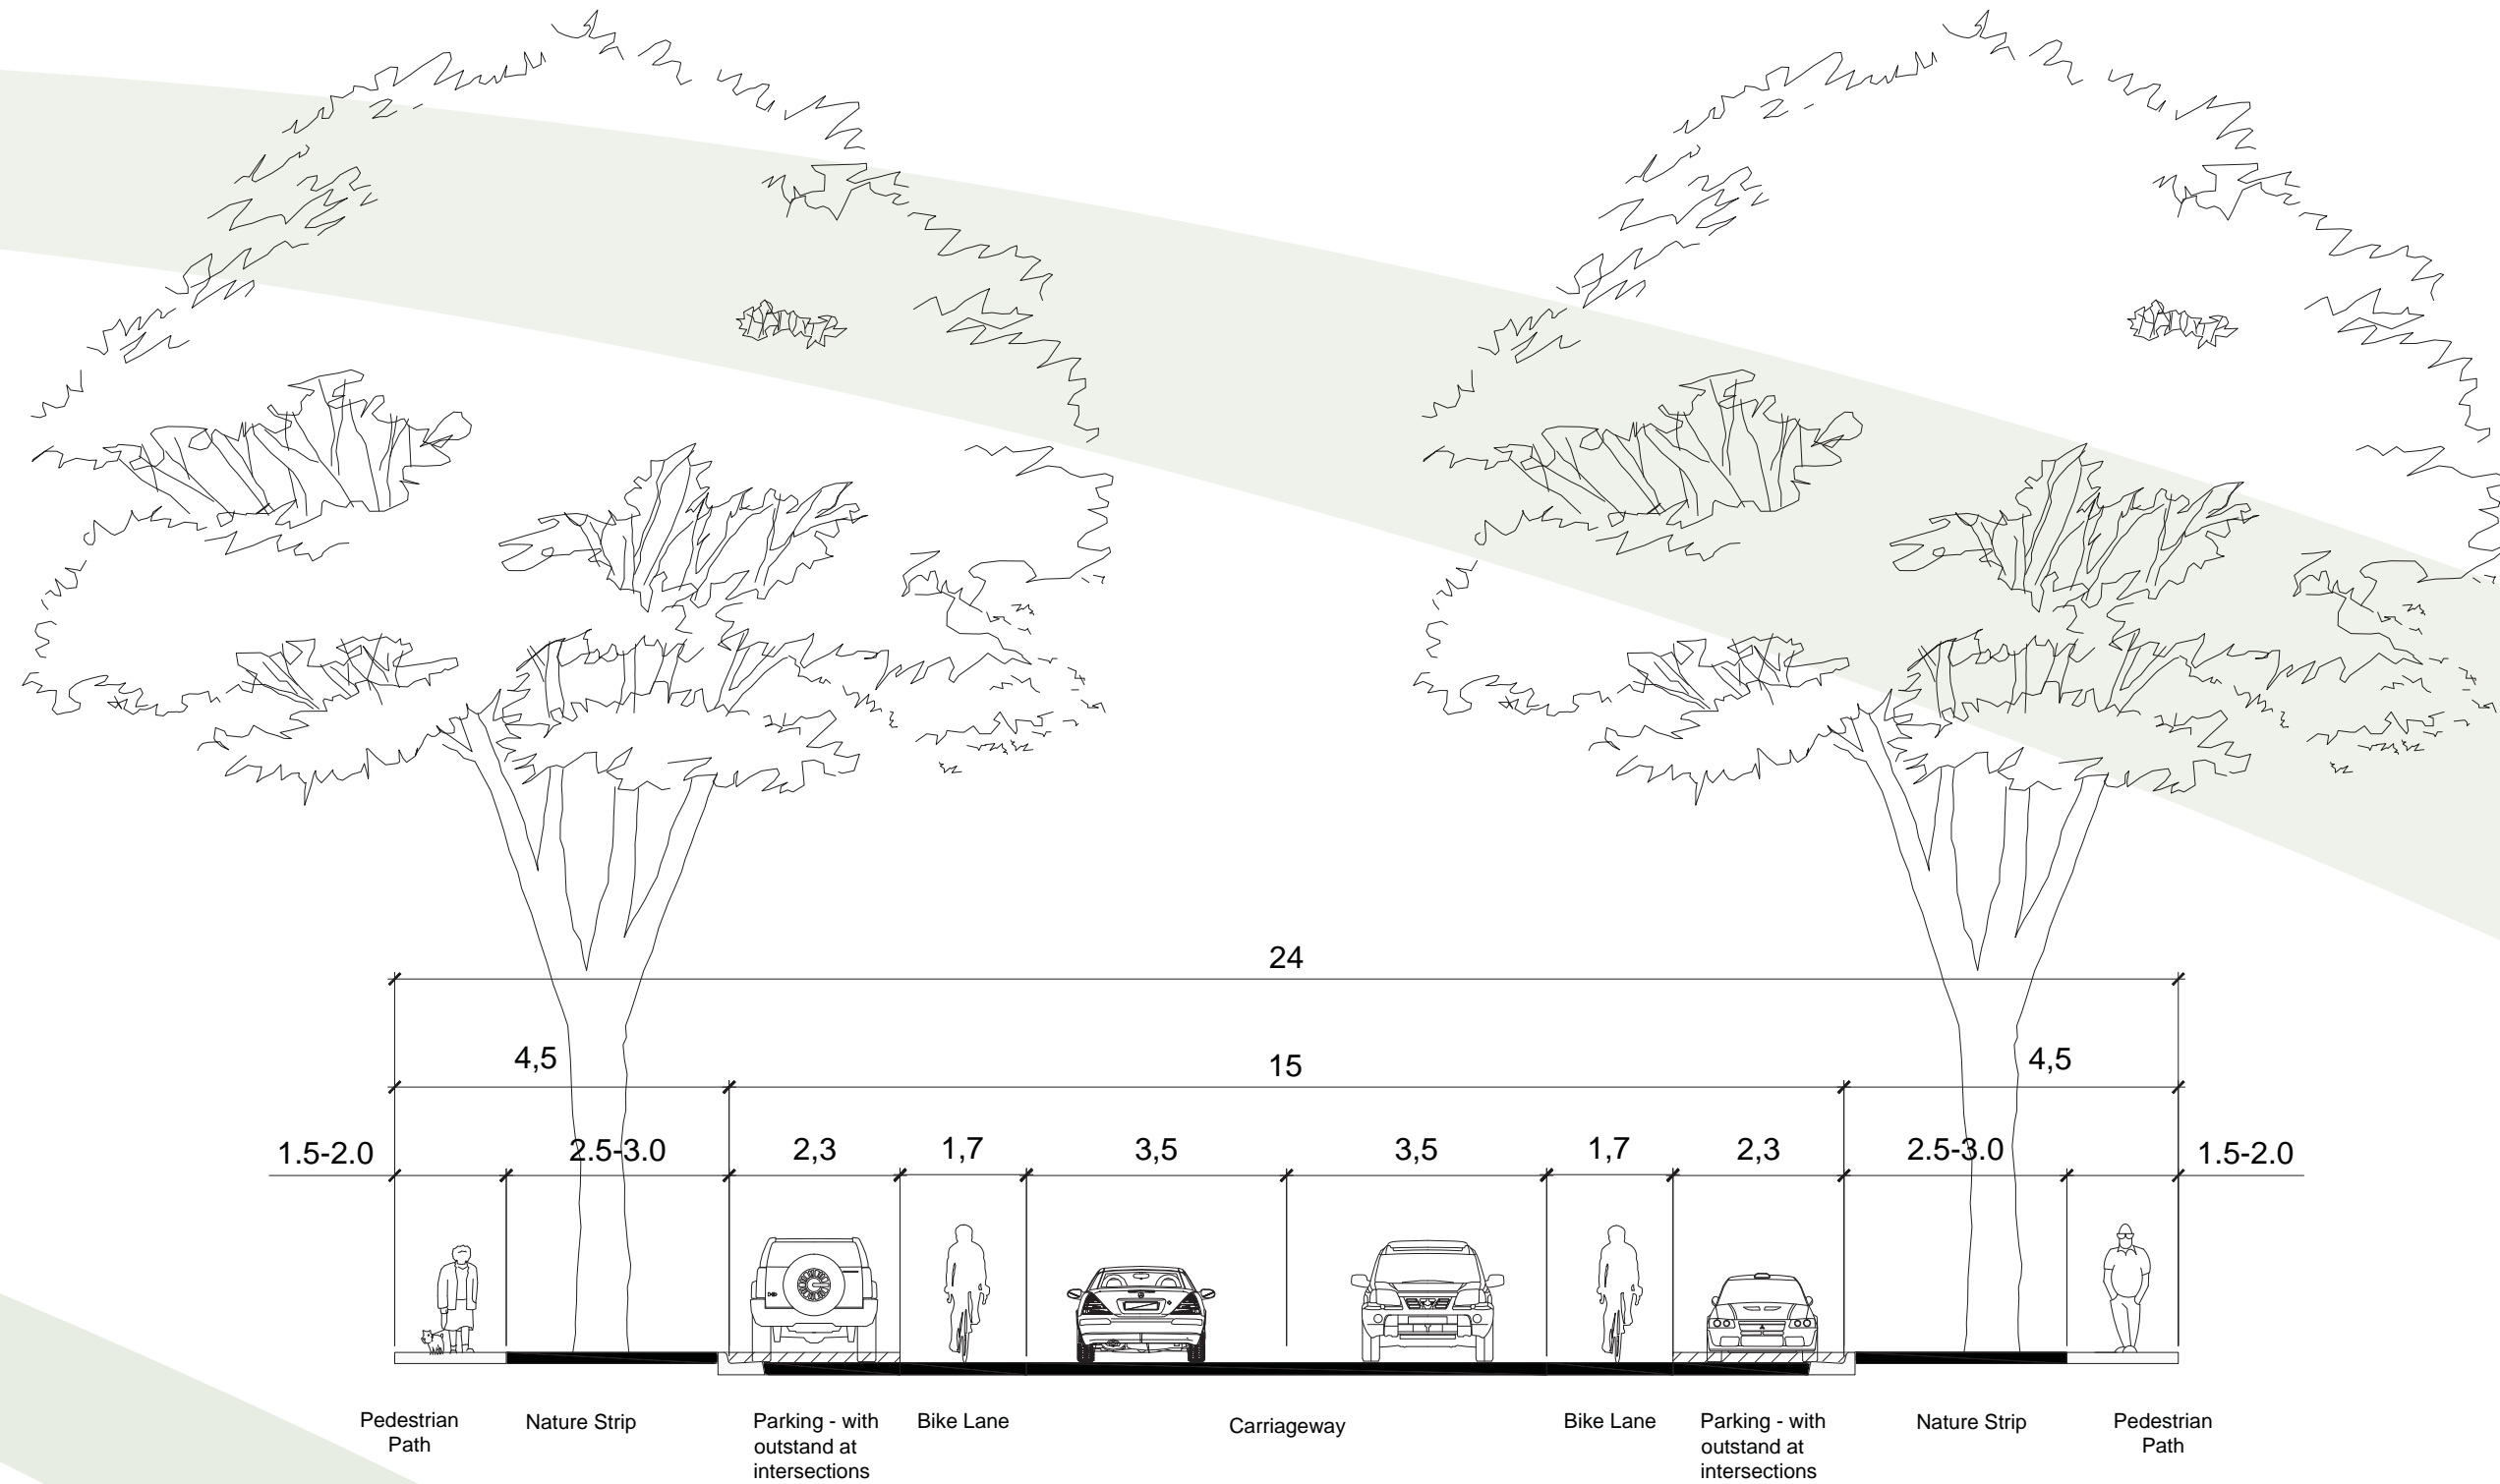 24
4,5
15
4,5
1.5-2.0
2.5-3.0
2,3
1,7
3,5
3,5
1,7
2,3
2.5-3.0
1.5-2.0
Pedestrian
Path
Nature Strip
Parking - with
outstand at
intersections
Bike Lane
Carriageway
Bike Lane
Parking - with
outstand at
intersections
Nature Strip
Pedestrian
Path